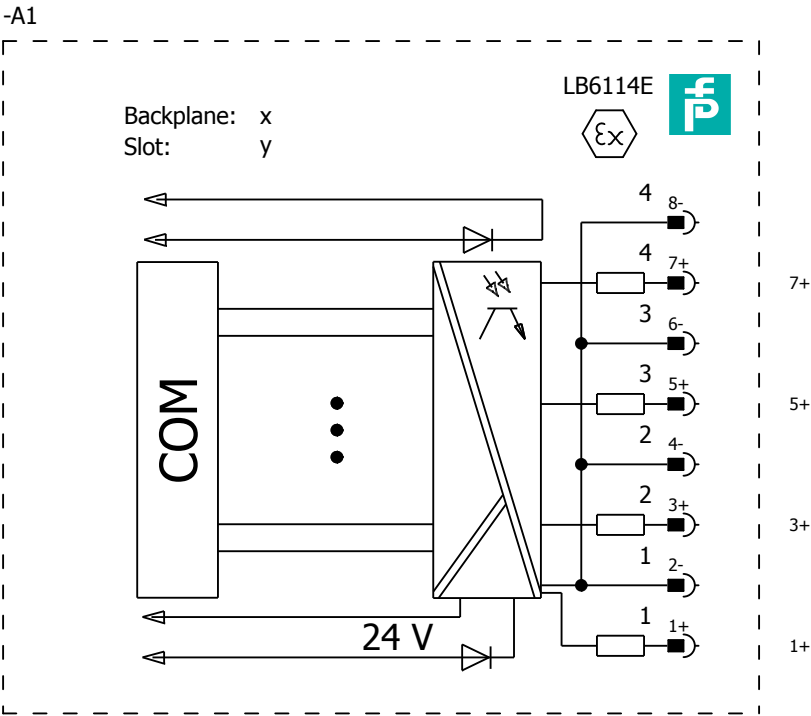 -A1
LB6114E
εx
Backplane: x
Slot: y
4 8-
4 7+ 7+
3 6-
3 5+ 5+
COM
2 4-
2 3+ 3+
1 2-
1 1+ 1+
24 V